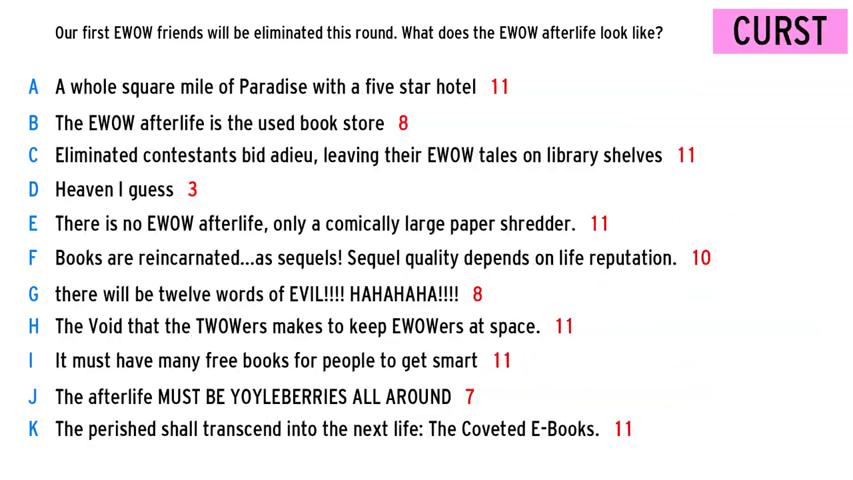 Our first EWOW friends will be eliminated this round. What does the EWOW afterlife look like?
CURST
A A whole square mile of Paradise with a five star hotel 11
B The EWOW afterlife is the used book store 8
C Eliminated contestants bid adieu, leaving their EWOW tales on library shelves 11
D Heaven I guess 3
E There is no EWOW afterlife, only a comically large paper shredder. 11
F Books are reincarnated...as sequels! Sequel quality depends on life reputation. 10
G there will be twelve words of EVIL!!!! HAHAHAHA!!!! 8
H The Void that the TWOWers makes to keep EWOWers at space. 11
I It must have many free books for people to get smart 11
J The afterlife MUST BE YOYLEBERRIES ALL AROUND 7
K The perished shall transcend into the next life: The Coveted E-Books. 11